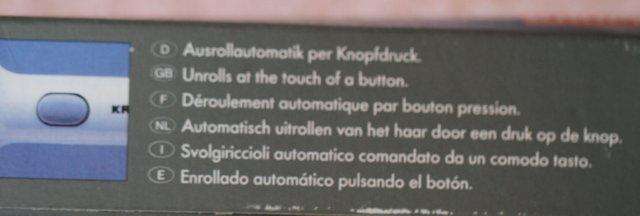 D Ausrollautomatik per Knopfdruck.
GB Unrolls at the touch of a button.
F Déroulement automatique par bouton pression.
NL Automatisch uitrollen van het haar door een druk op de knop.
I Svolgiriccioli automatico comandato da un comodo tasto.
E Enrollado automático pulsando el botón.
KR